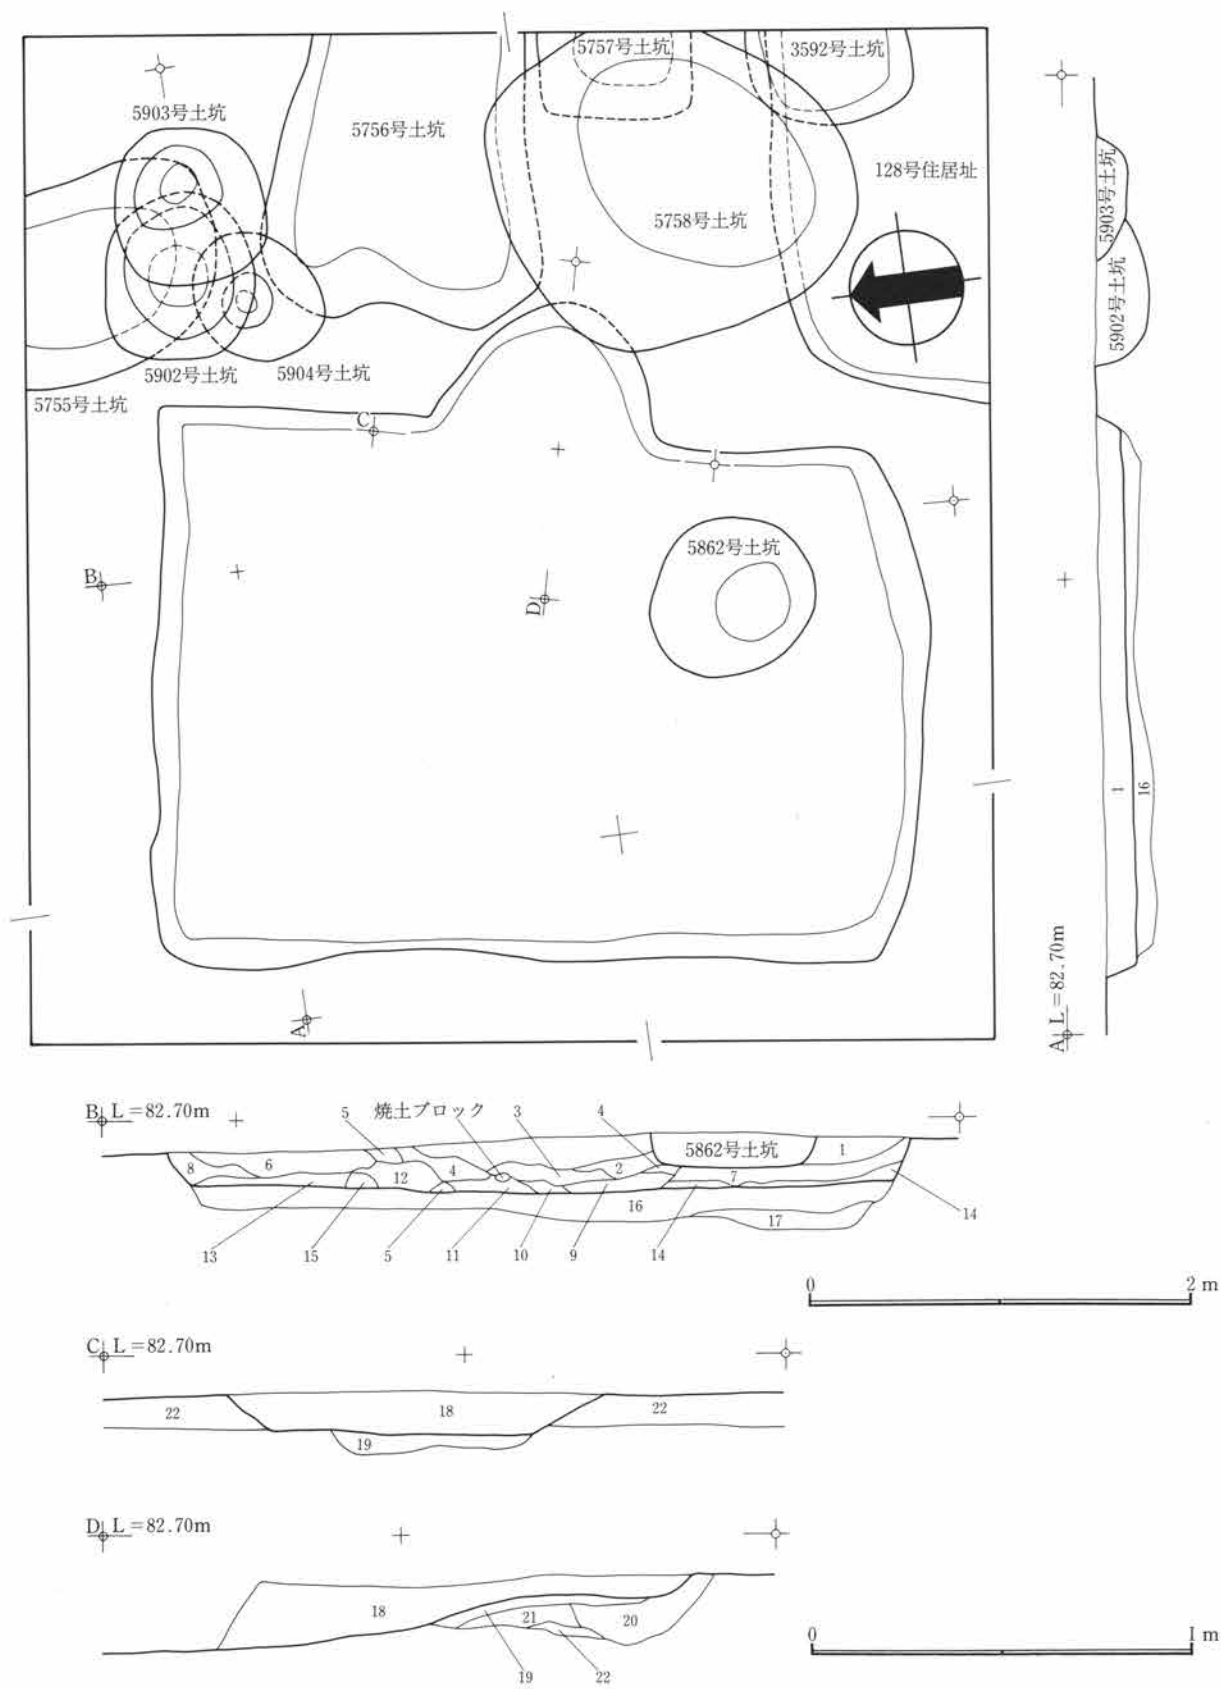 5757号土坑
3592号土坑
5903号土坑
5756号土坑
128号住居址
5758号土坑
5903号土坑
5902号土坑
5902号土坑
5904号土坑
5755号土坑
C
5862号土坑
B
D
1
16
A
A L=82.70m
B L=82.70m
5
焼土ブロック
3
4
5862号土坑
1
8
6
12
4
2
7
16
17
14
13
15
5
11
10
9
14
0
2 m
C L=82.70m
22
18
22
19
D L=82.70m
18
21
20
19
22
0
1 m